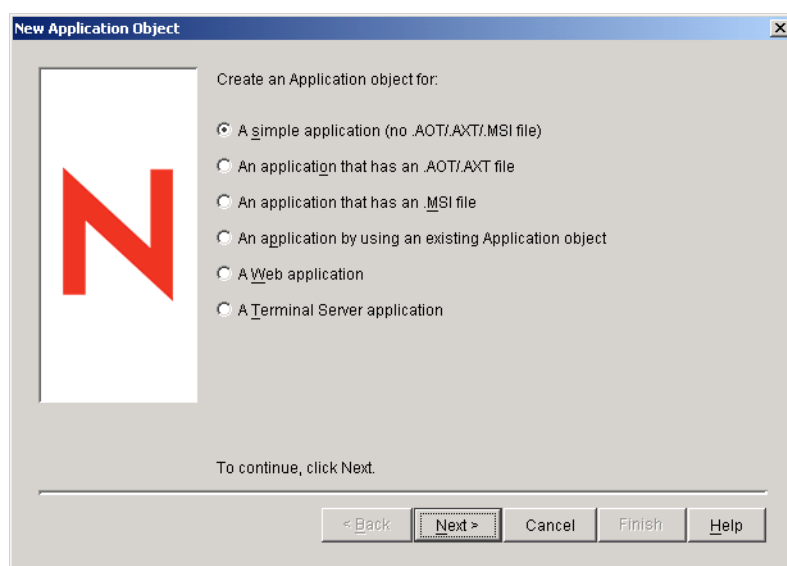 New Application Object
Create an Application object for:
A simple application (no .AOT/.AXT/.MSI file)
An application that has an .AOT/.AXT file
An application that has an .MSI file
An application by using an existing Application object
A Web application
A Terminal Server application
To continue, click Next.
< Back Next > Cancel Finish Help